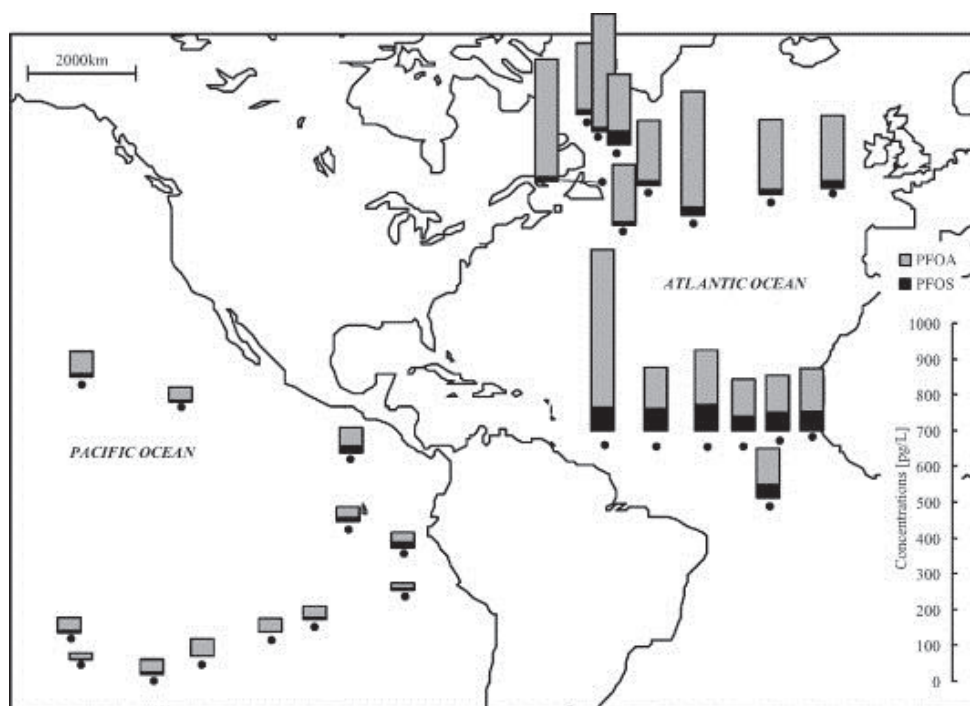 2000km
PFOA
PFOS
ATLANTIC OCEAN
PACIFIC OCEAN
Concentrations [pg/L]
1000
900
800
700
600
500
400
300
200
100
0